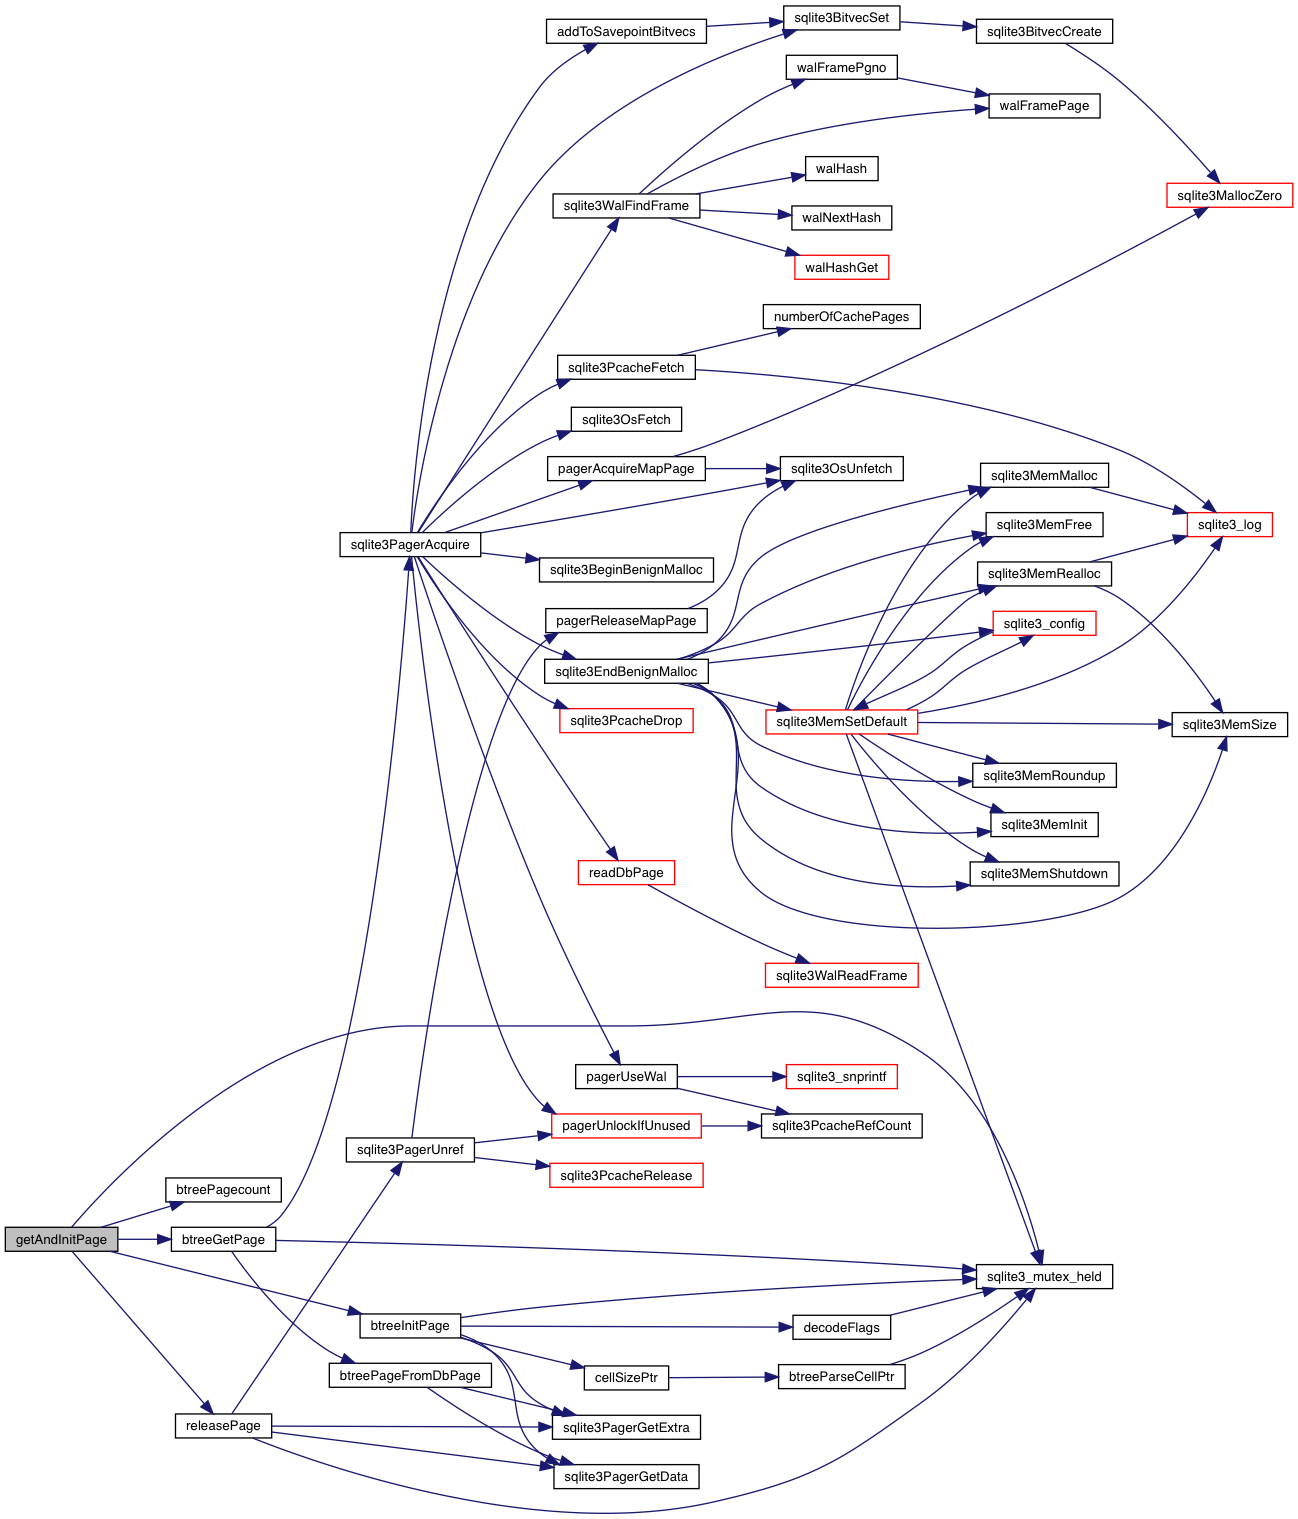 addToSavepointBitvecs
sqlite3BitvecSet
sqlite3BitvecCreate
walFramePgno
walFramePage
walHash
sqlite3MallocZero
sqlite3WalFindFrame
walNextHash
walHashGet
numberOfCachePages
sqlite3PcacheFetch
sqlite3OsFetch
pagerAcquireMapPage
sqlite3OsUnfetch
sqlite3MemMalloc
sqlite3MemFree
sqlite3_log
sqlite3PagerAcquire
sqlite3BeginBenignMalloc
sqlite3MemRealloc
pagerReleaseMapPage
sqlite3_config
sqlite3EndBenignMalloc
sqlite3PcacheDrop
sqlite3MemSetDefault
sqlite3MemSize
sqlite3MemRoundup
sqlite3MemInit
readDbPage
sqlite3MemShutdown
sqlite3WalReadFrame
pagerUseWal
sqlite3_snprintf
pagerUnlockIfUnused
sqlite3PcacheRefCount
sqlite3PagerUnref
sqlite3PcacheRelease
btreePagecount
getAndInitPage
btreeGetPage
sqlite3_mutex_held
btreeInitPage
decodeFlags
btreePageFromDbPage
cellSizePtr
btreeParseCellPtr
releasePage
sqlite3PagerGetExtra
sqlite3PagerGetData